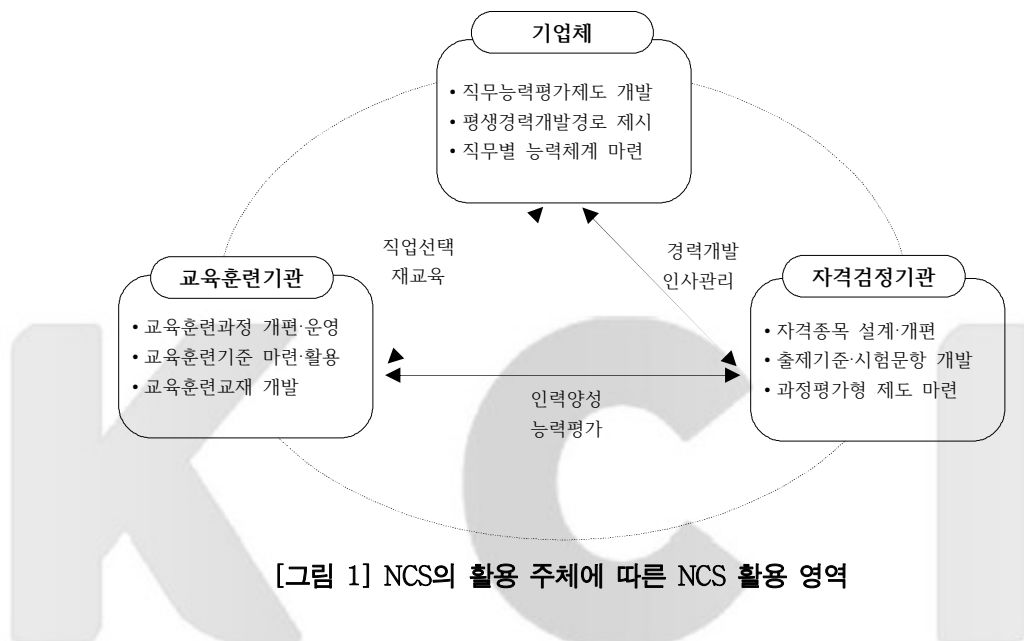 기업체
• 직무능력평가제도 개발
• 평생경력개발경로 제시
• 직무별 능력체계 마련
직업선택
재교육
경력개발
인사관리
교육훈련기관
• 교육훈련과정 개편·운영
• 교육훈련기준 마련·활용
• 교육훈련교재 개발
자격검정기관
• 자격종목 설계·개편
• 출제기준·시험문항 개발
• 과정평가형 제도 마련
인력양성
능력평가
[그림 1] NCS의 활용 주체에 따른 NCS 활용 영역
KCI